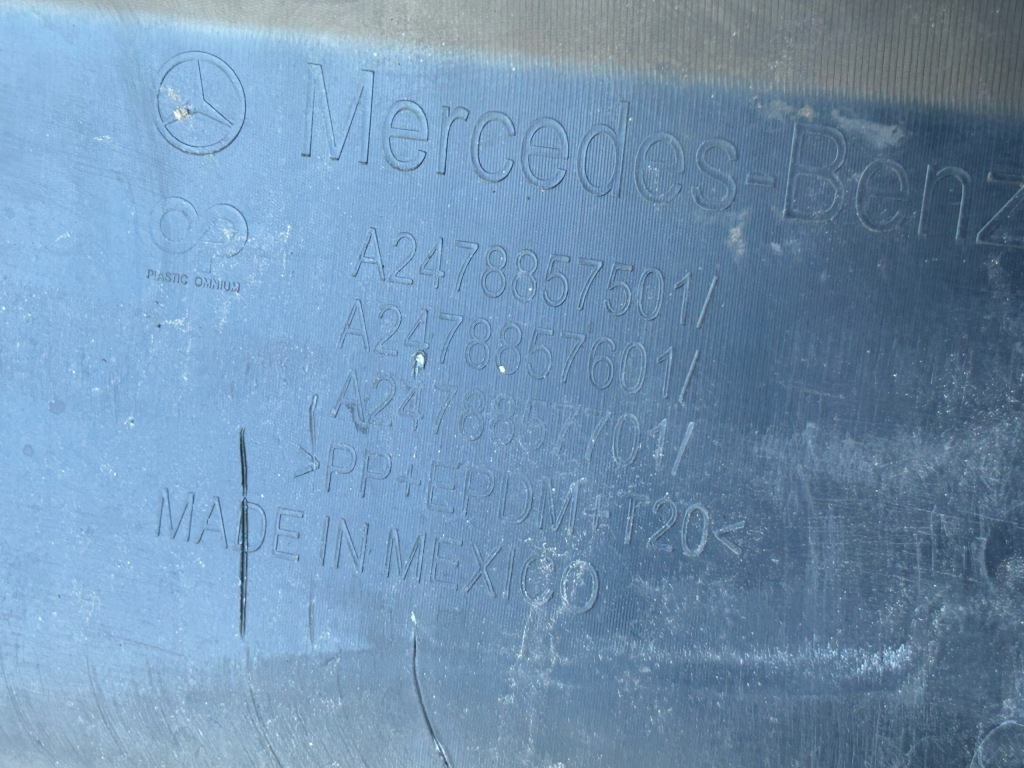 Mercedes-Benz
PLASTIC OMNIUM
A2478857501/
A2478857601/
A2478857701/
>PP+EPDM+T20<
MADE IN MEXICO